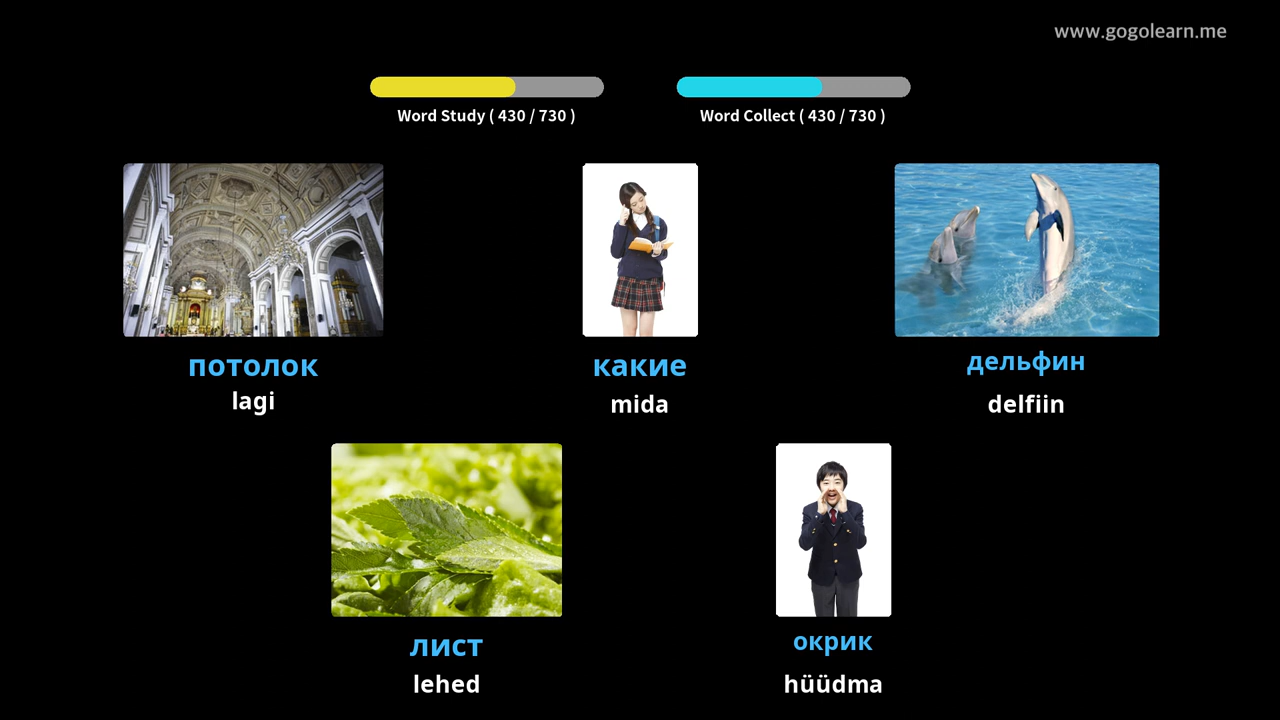 www.gogolearn.me
Word Study ( 430 / 730 )
Word Collect ( 430 / 730 )
потолок
lagi
какие
mida
дельфин
delfiin
лист
lehed
окрик
hüüdma